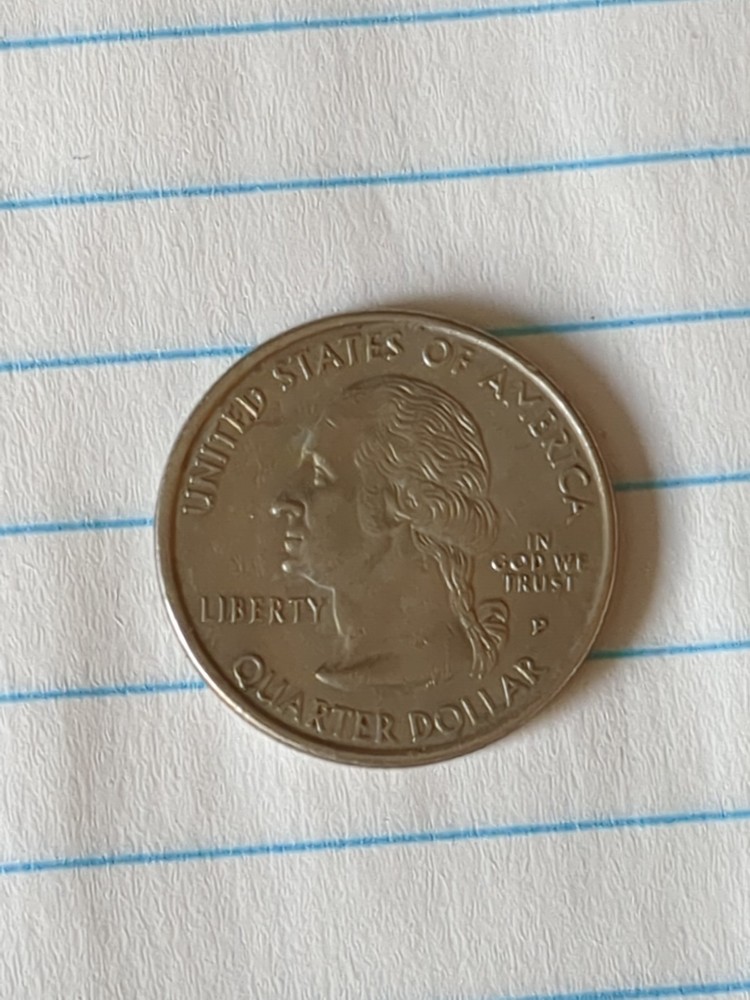 UNITED STATES OF AMERICA
LIBERTY
IN
GOD WE
TRUST
P
QUARTER DOLLAR